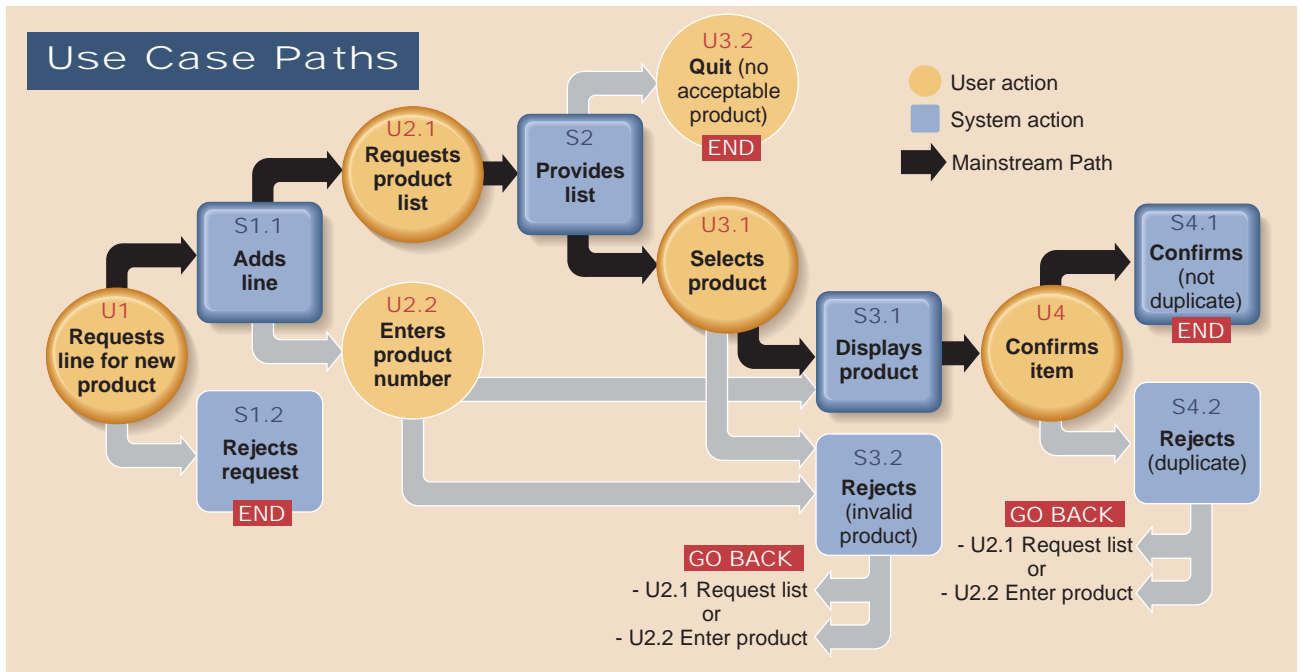 Use Case Paths
User action
System action
Mainstream Path
U1
Requests
line for new
product
S1.1
Adds
line
S1.2
Rejects
request
END
U2.1
Requests
product
list
U2.2
Enters
product
number
S2
Provides
list
U3.2
Quit (no
acceptable
product)
END
U3.1
Selects
product
S3.1
Displays
product
S3.2
Rejects
(invalid
product)
GO BACK
- U2.1 Request list
or
- U2.2 Enter product
U4
Confirms
item
S4.1
Confirms
(not
duplicate)
END
S4.2
Rejects
(duplicate)
GO BACK
- U2.1 Request list
or
- U2.2 Enter product